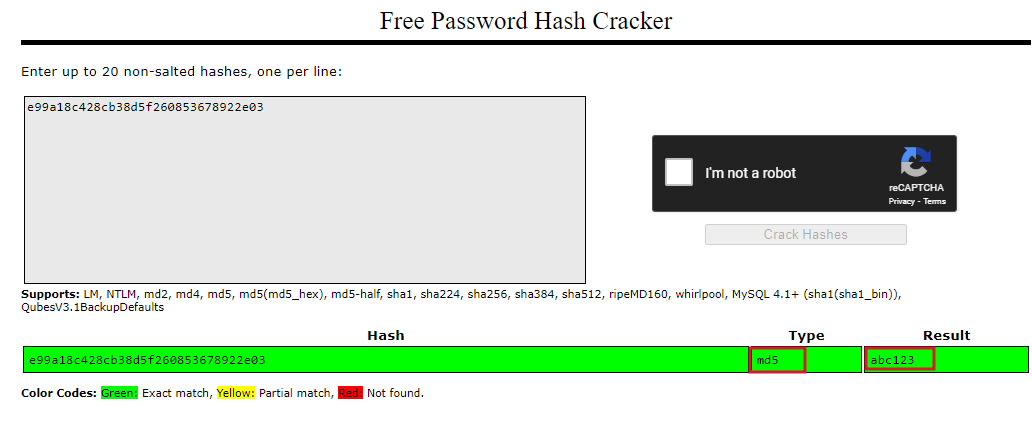 Free Password Hash Cracker
Enter up to 20 non-salted hashes, one per line:
e99a18c428cb38d5f260853678922e03
I'm not a robot
reCAPTCHA
Privacy - Terms
Crack Hashes
Supports: LM, NTLM, md2, md4, md5, md5(md5_hex), md5-half, sha1, sha224, sha256, sha384, sha512, ripeMD160, whirlpool, MySQL 4.1+ (sha1(sha1_bin)),
QubesV3.1BackupDefaults
Hash Type Result
e99a18c428cb38d5f260853678922e03 md5 abc123
Color Codes: Green: Exact match, Yellow: Partial match, Red: Not found.